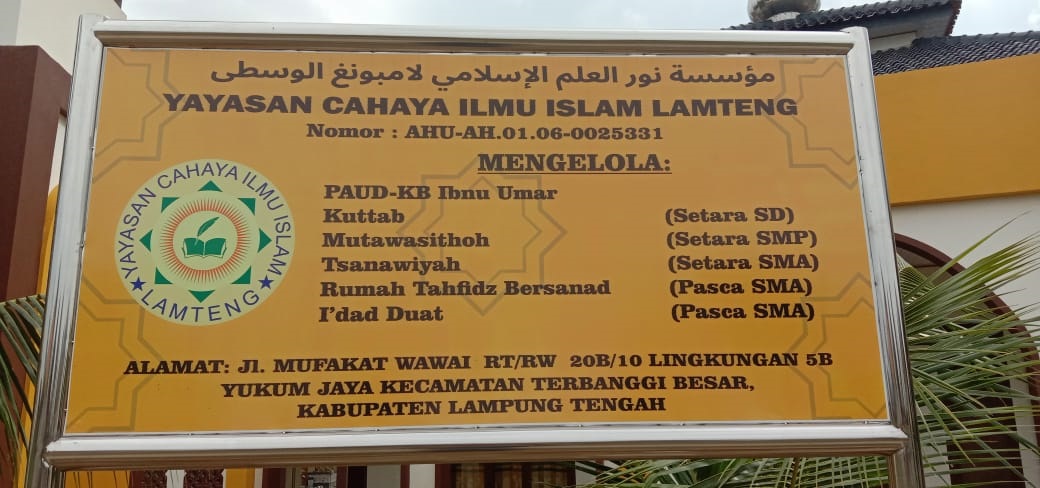 مؤسسة نور العلم الإسلامي لامبونغ الوسطى
YAYASAN CAHAYA ILMU ISLAM LAMTENG
Nomor : AHU-AH.01.06-0025331
MENGELOLA:
PAUD-KB Ibnu Umar
Kuttab (Setara SD)
Mutawasithoh (Setara SMP)
Tsanawiyah (Setara SMA)
Rumah Tahfidz Bersanad (Pasca SMA)
I'dad Duat (Pasca SMA)
YAYASAN CAHAYA ILMU ISLAM
LAMTENG
ALAMAT: Jl. MUFAKAT WAWAI RT/RW 20B/10 LINGKUNGAN 5B
YUKUM JAYA KECAMATAN TERBANGGI BESAR,
KABUPATEN LAMPUNG TENGAH